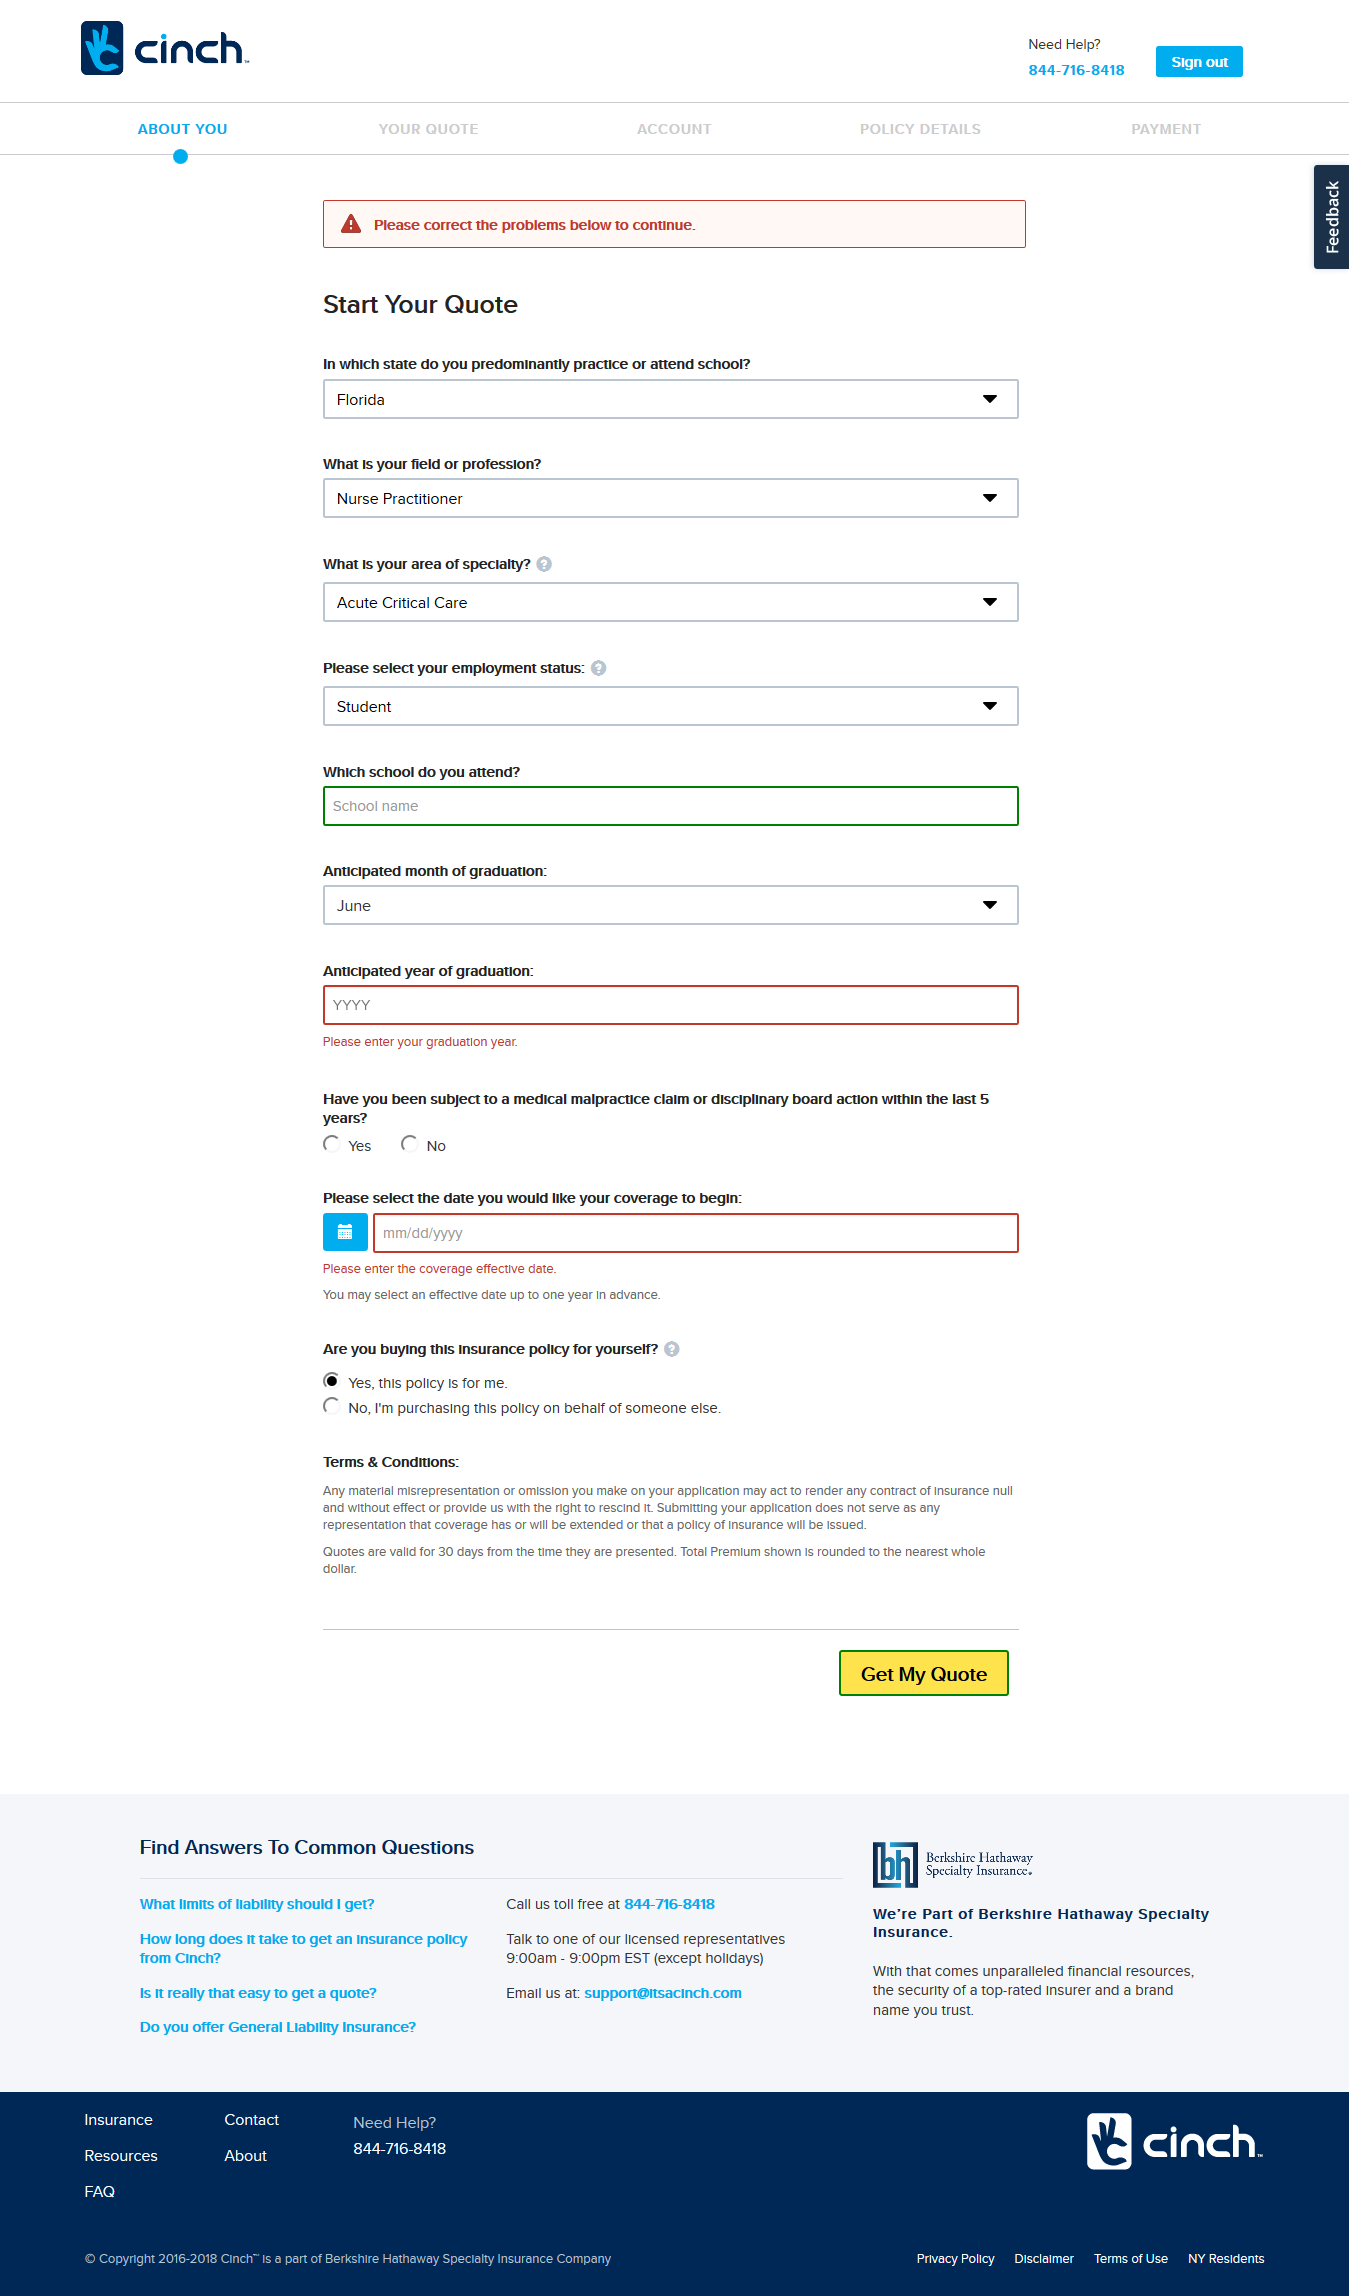 cinch™
Need Help?
844-716-8418
Sign out
ABOUT YOU
YOUR QUOTE
ACCOUNT
POLICY DETAILS
PAYMENT
Feedback
Please correct the problems below to continue.
Start Your Quote
In which state do you predominantly practice or attend school?
Florida
What is your field or profession?
Nurse Practitioner
What is your area of specialty? ?
Acute Critical Care
Please select your employment status: ?
Student
Which school do you attend?
School name
Anticipated month of graduation:
June
Anticipated year of graduation:
YYYY
Please enter your graduation year.
Have you been subject to a medical malpractice claim or disciplinary board action within the last 5
years?
Yes No
Please select the date you would like your coverage to begin:
mm/dd/yyyy
Please enter the coverage effective date.
You may select an effective date up to one year in advance.
Are you buying this insurance policy for yourself? ?
Yes, this policy is for me.
No, I'm purchasing this policy on behalf of someone else.
Terms & Conditions:
Any material misrepresentation or omission you make on your application may act to render any contract of insurance null
and without effect or provide us with the right to rescind it. Submitting your application does not serve as any
representation that coverage has or will be extended or that a policy of insurance will be issued.
Quotes are valid for 30 days from the time they are presented. Total Premium shown is rounded to the nearest whole
dollar.
Get My Quote
Find Answers To Common Questions
What limits of liability should I get?
How long does it take to get an insurance policy
from Cinch?
Is it really that easy to get a quote?
Do you offer General Liability Insurance?
Call us toll free at 844-716-8418
Talk to one of our licensed representatives
9:00am - 9:00pm EST (except holidays)
Email us at: support@itsacinch.com
bh
Berkshire Hathaway
Specialty Insurance®
We're Part of Berkshire Hathaway Specialty
Insurance.
With that comes unparalleled financial resources,
the security of a top-rated insurer and a brand
name you trust.
Insurance
Resources
FAQ
Contact
About
Need Help?
844-716-8418
cinch™
© Copyright 2016-2018 Cinch™ is a part of Berkshire Hathaway Specialty Insurance Company
Privacy Policy
Disclaimer
Terms of Use
NY Residents